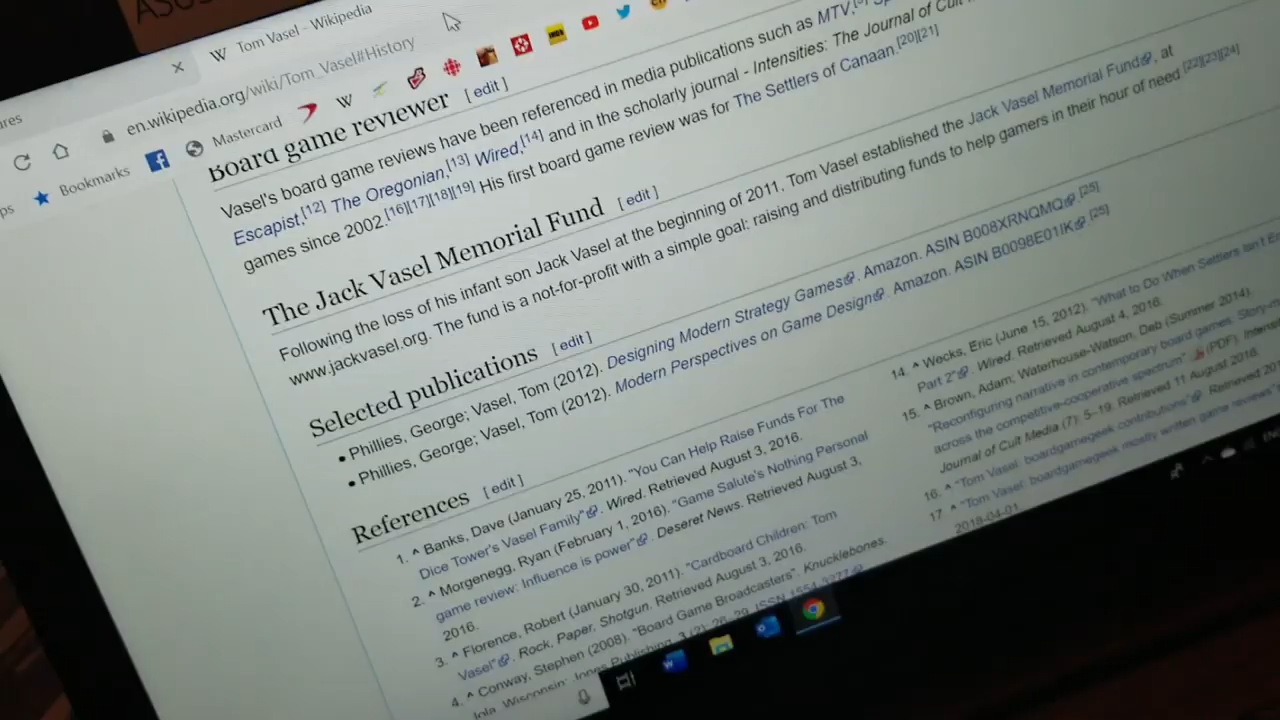 ASUS
Tom Vasel - Wikipedia
en.wikipedia.org/wiki/Tom_Vasel#History
Bookmarks
Mastercard
Board game reviewer [edit]
Vasel's board game reviews have been referenced in media publications such as MTV,
Escapist,[12] The Oregonian,[13] Wired,[14] and in the scholarly journal - Intensities: The Journal of Cult
games since 2002.[16][17][18][19] His first board game review was for The Settlers of Canaan.[20][21]
The Jack Vasel Memorial Fund [edit]
Following the loss of his infant son Jack Vasel at the beginning of 2011, Tom Vasel established the Jack Vasel Memorial Fund, at
www.jackvasel.org. The fund is a not-for-profit with a simple goal: raising and distributing funds to help gamers in their hour of need.[22][23][24]
Selected publications [edit]
• Phillies, George; Vasel, Tom (2012). Designing Modern Strategy Games. Amazon. ASIN B008XRNQMQ.[25]
• Phillies, George; Vasel, Tom (2012). Modern Perspectives on Game Design. Amazon. ASIN B0098E01IK.[25]
References [edit]
1. ^ Banks, Dave (January 25, 2011). "You Can Help Raise Funds For The
Dice Tower's Vasel Family". Wired. Retrieved August 3, 2016.
2. ^ Morgenegg, Ryan (February 1, 2016). "Game Salute's Nothing Personal
game review: Influence is power". Deseret News. Retrieved August 3,
2016.
3. ^ Florence, Robert (January 30, 2011). "Cardboard Children: Tom
Vasel". Rock, Paper, Shotgun. Retrieved August 3, 2016.
4. ^ Conway, Stephen (2008). "Board Game Broadcasters". Knucklebones.
Iola, Wisconsin: Jones Publishing. 3 (2): 26–29. ISSN 1554-3277
14. ^ Wecks, Eric (June 15, 2012). "What to Do When Settlers Isn't
Part 2". Wired. Retrieved August 4, 2016.
15. ^ Brown, Adam; Waterhouse-Watson, Deb (Summer 2014).
"Reconfiguring narrative in contemporary board games: Story-
across the competitive-cooperative spectrum" (PDF).
Journal of Cult Media (7): 5–19. Retrieved 11 August 2016.
16. ^ "Tom Vasel: boardgamegeek contributions". Retrieved
17. ^ "Tom Vasel: boardgamegeek mostly written game reviews"
2018-04-01.